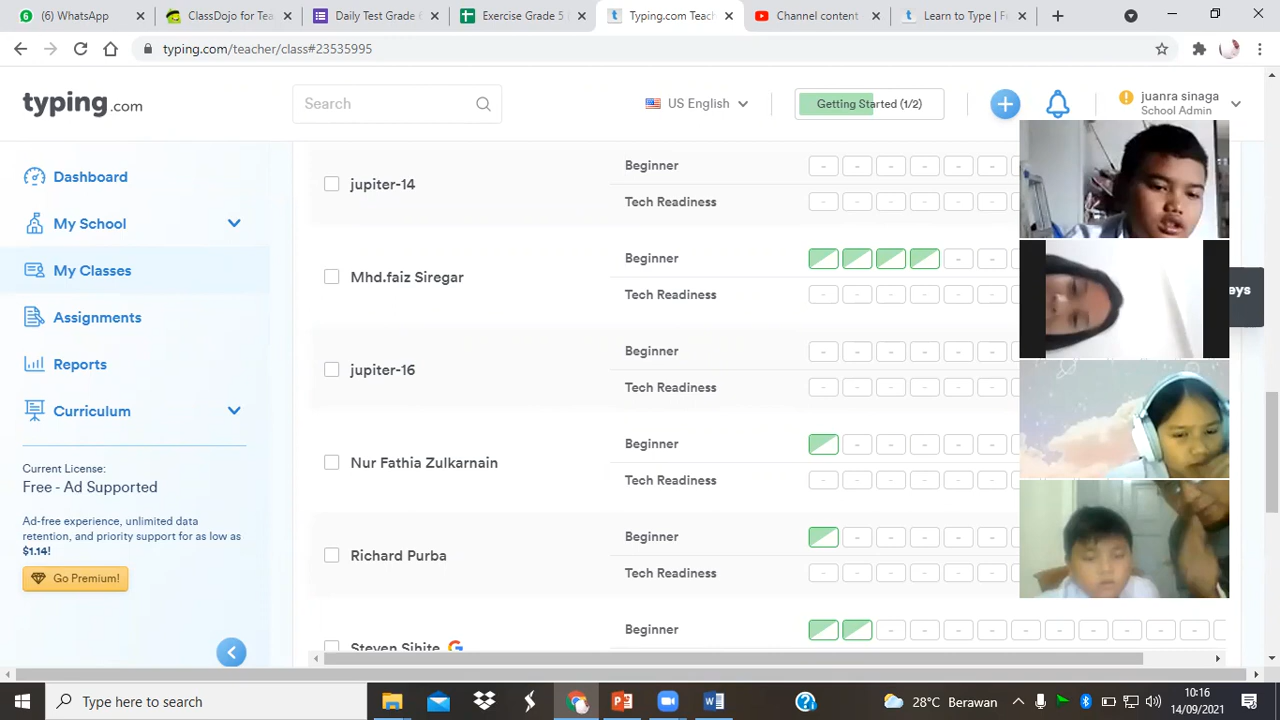 (6) WhatsApp
ClassDojo for Tea
Daily Test Grade
Exercise Grade 5 (
Typing.com Teach
Channel content
Learn to Type | F
typing.com/teacher/class#23535995
typing.com
Search
US English
Getting Started (1/2)
juanra sinaga
School Admin
Dashboard
My School
My Classes
Assignments
Reports
Curriculum
Current License:
Free - Ad Supported
Ad-free experience, unlimited data
retention, and priority support for as low as
$1.14!
Go Premium!
Beginner
jupiter-14
Tech Readiness
Beginner
Mhd.faiz Siregar
Tech Readiness
Beginner
jupiter-16
Tech Readiness
Beginner
Nur Fathia Zulkarnain
Tech Readiness
Beginner
Richard Purba
Tech Readiness
Beginner
Steven Sihite
eys
Type here to search
28°C Berawan
10:16
14/09/2021